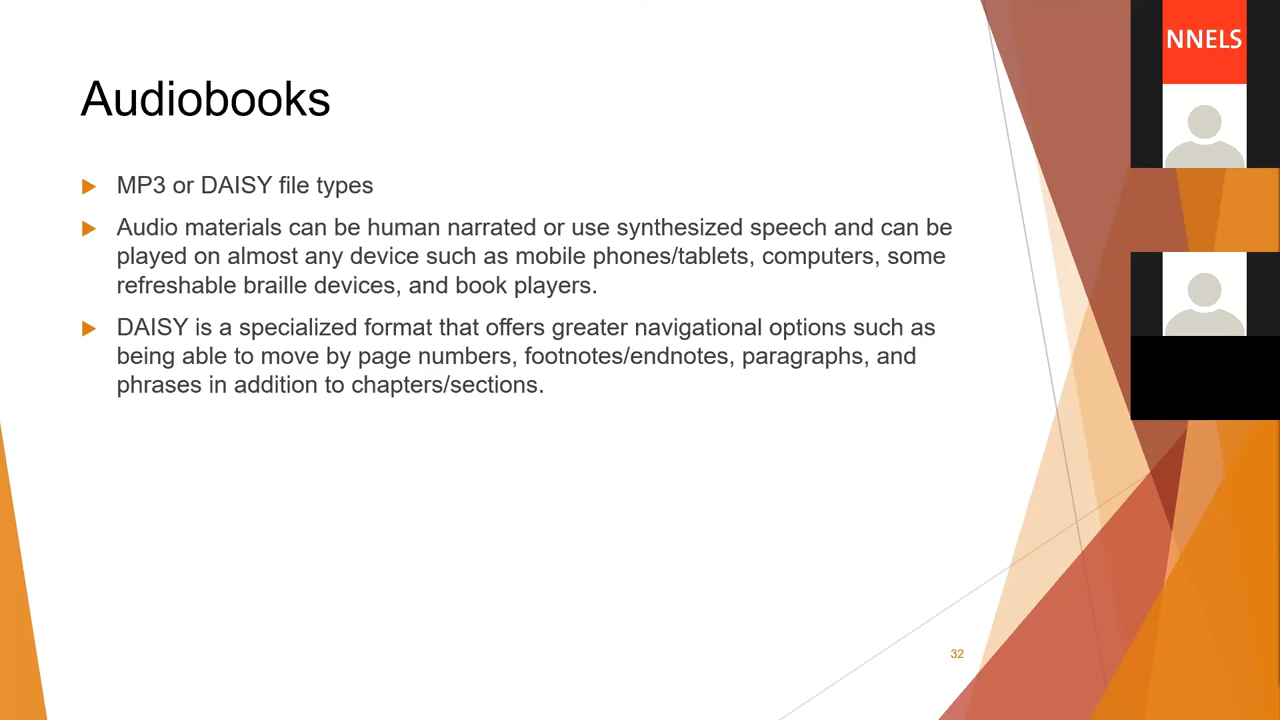 Audiobooks
MP3 or DAISY file types
Audio materials can be human narrated or use synthesized speech and can be
played on almost any device such as mobile phones/tablets, computers, some
refreshable braille devices, and book players.
DAISY is a specialized format that offers greater navigational options such as
being able to move by page numbers, footnotes/endnotes, paragraphs, and
phrases in addition to chapters/sections.
32
NNELS